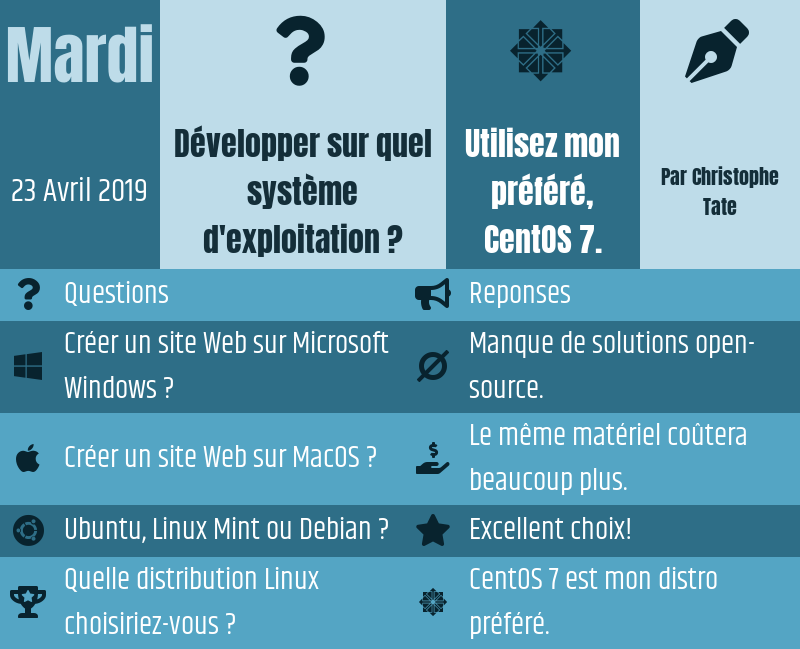 Mardi
23 Avril 2019
Développer sur quel
système
d'exploitation ?
Utilisez mon
préféré,
CentOS 7.
Par Christophe
Tate
Questions
Reponses
Créer un site Web sur Microsoft
Windows ?
Manque de solutions open-
source.
Créer un site Web sur MacOS ?
Le même matériel coûtera
beaucoup plus.
Ubuntu, Linux Mint ou Debian ?
Excellent choix!
Quelle distribution Linux
choisiriez-vous ?
CentOS 7 est mon distro
préféré.